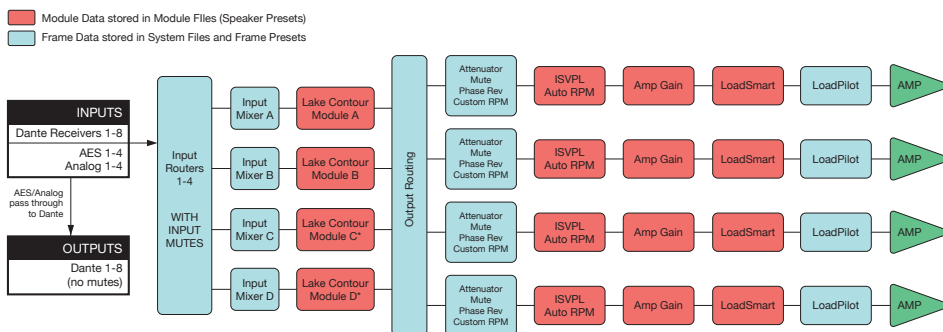 Module Data stored in Module FIles (Speaker Presets)
Frame Data stored in System Files and Frame Presets
INPUTS
Dante Receivers 1-8
AES 1-4
Analog 1-4
AES/Analog
pass through
to Dante
OUTPUTS
Dante 1-8
(no mutes)
Input
Routers
1-4
WITH
INPUT
MUTES
Input
Mixer A
Lake Contour
Module A
Input
Mixer B
Lake Contour
Module B
Input
Mixer C
Lake Contour
Module C*
Input
Mixer D
Lake Contour
Module D*
Output Routing
Attenuator
Mute
Phase Rev
Custom RPM
ISVPL
Auto RPM
Amp Gain
LoadSmart
LoadPilot
AMP
Attenuator
Mute
Phase Rev
Custom RPM
ISVPL
Auto RPM
Amp Gain
LoadSmart
LoadPilot
AMP
Attenuator
Mute
Phase Rev
Custom RPM
ISVPL
Auto RPM
Amp Gain
LoadSmart
LoadPilot
AMP
Attenuator
Mute
Phase Rev
Custom RPM
ISVPL
Auto RPM
Amp Gain
LoadSmart
LoadPilot
AMP